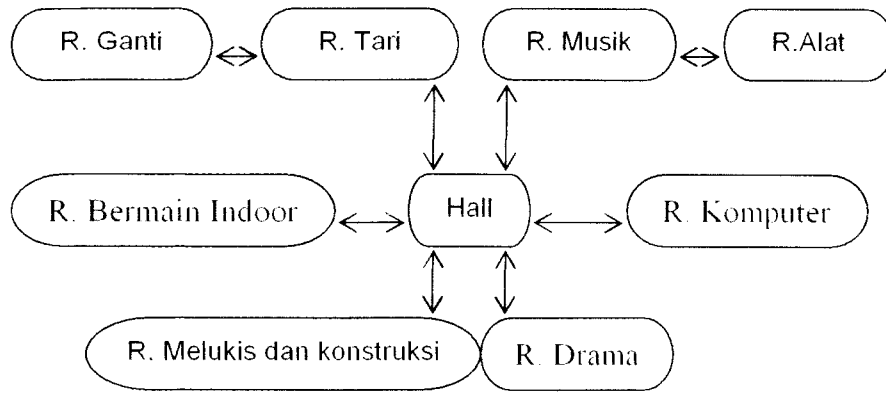 R. Ganti
R. Tari
R. Musik
R.Alat
R. Bermain Indoor
Hall
R. Komputer
R. Melukis dan konstruksi
R. Drama